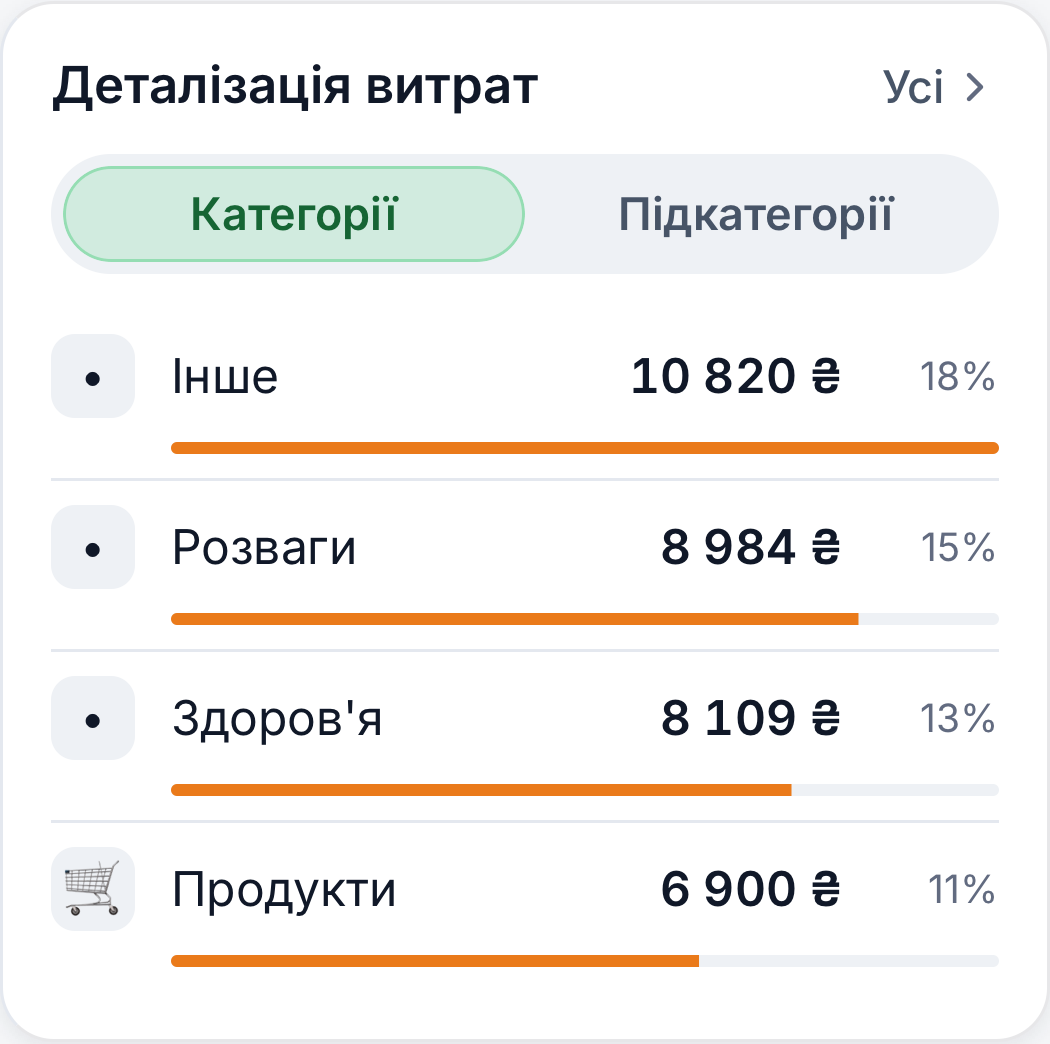 Деталізація витрат Усі
Категорії Підкатегорії
Інше 10 820 ₴ 18%
Розваги 8 984 ₴ 15%
Здоров'я 8 109 ₴ 13%
Продукти 6 900 ₴ 11%